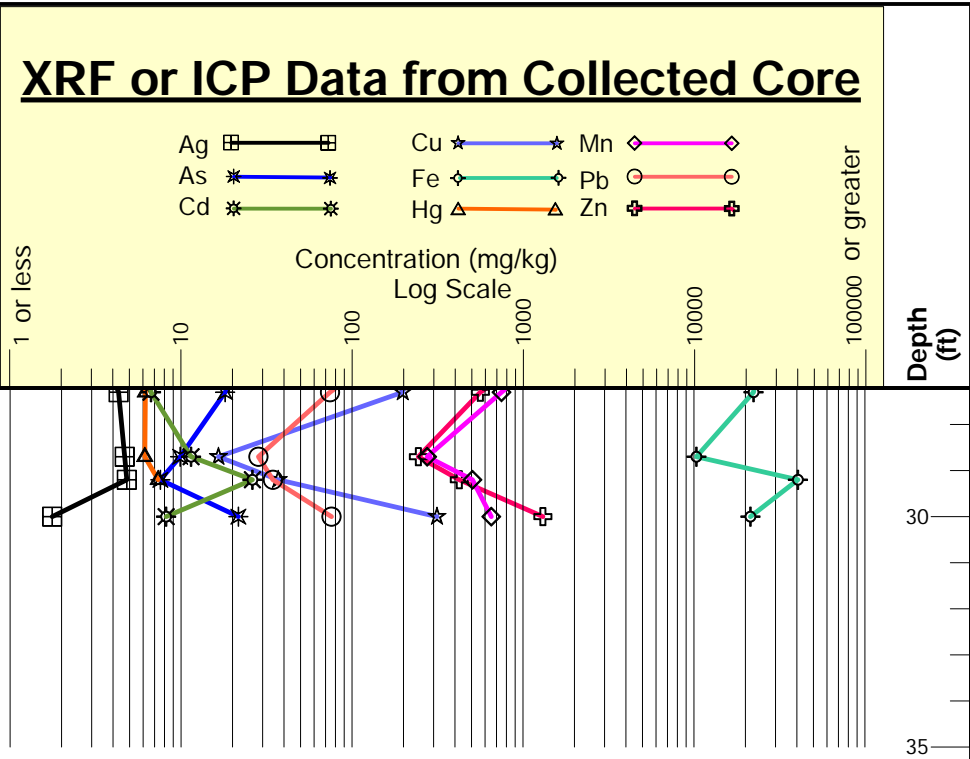 XRF or ICP Data from Collected Core
Ag Cu Mn
As Fe Pb
Cd Hg Zn
Concentration (mg/kg)
Log Scale
1 or less 10 100 1000 10000 100000 or greater
Depth
(ft)
30
35